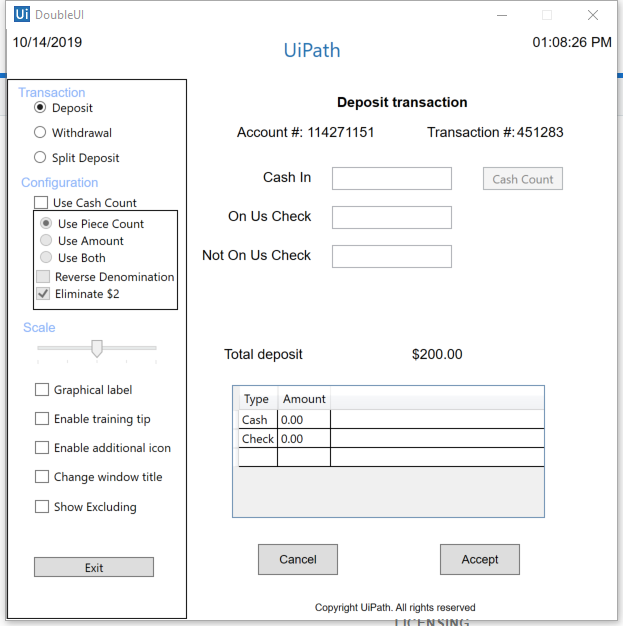 Ui DoubleUI
10/14/2019
UiPath
01:08:26 PM
Transaction
Deposit
Withdrawal
Split Deposit
Configuration
Use Cash Count
Use Piece Count
Use Amount
Use Both
Reverse Denomination
Eliminate $2
Scale
Graphical label
Enable training tip
Enable additional icon
Change window title
Show Excluding
Exit
Deposit transaction
Account #: 114271151 Transaction #: 451283
Cash In Cash Count
On Us Check
Not On Us Check
Total deposit $200.00
Type Amount
Cash 0.00
Check 0.00
Cancel Accept
Copyright UiPath. All rights reserved
LICENSING